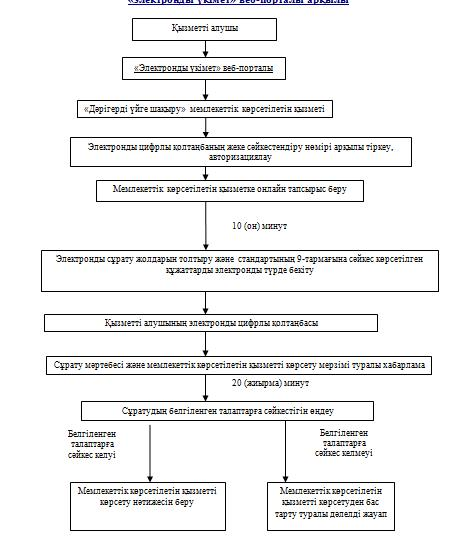 «электронды үкімет» веб-порталы арқылы
Қызметті алушы
«Электронды үкімет» веб-порталы
«Дәрігерді үйге шақыру» мемлекеттік көрсетілетін қызметі
Электронды цифрлы қолтаңбаның жеке сәйкестендіру нөмірі арқылы тіркеу,
авторизациялау
Мемлекеттік көрсетілетін қызметке онлайн тапсырыс беру
10 (он) минут
Электронды сұрату жолдарын толтыру және стандартының 9-тармағына сәйкес көрсетілген
құжаттарды электронды түрде бекіту
Қызметті алушының электронды цифрлы қолтаңбасы
Сұрату мәртебесі және мемлекеттік көрсетілетін қызметті көрсету мерзімі туралы хабарлама
20 (жиырма) минут
Сұратудың белгіленген талаптарға сәйкестігін өңдеу
Белгіленген
талаптарға
сәйкес келуі
Белгіленген
талаптарға
сәйкес келмеуі
Мемлекеттік көрсетілетін қызметті
көрсету нәтижесін беру
Мемлекеттік көрсетілетін
қызметті көрсетуден бас
тарту туралы дәлелді жауап